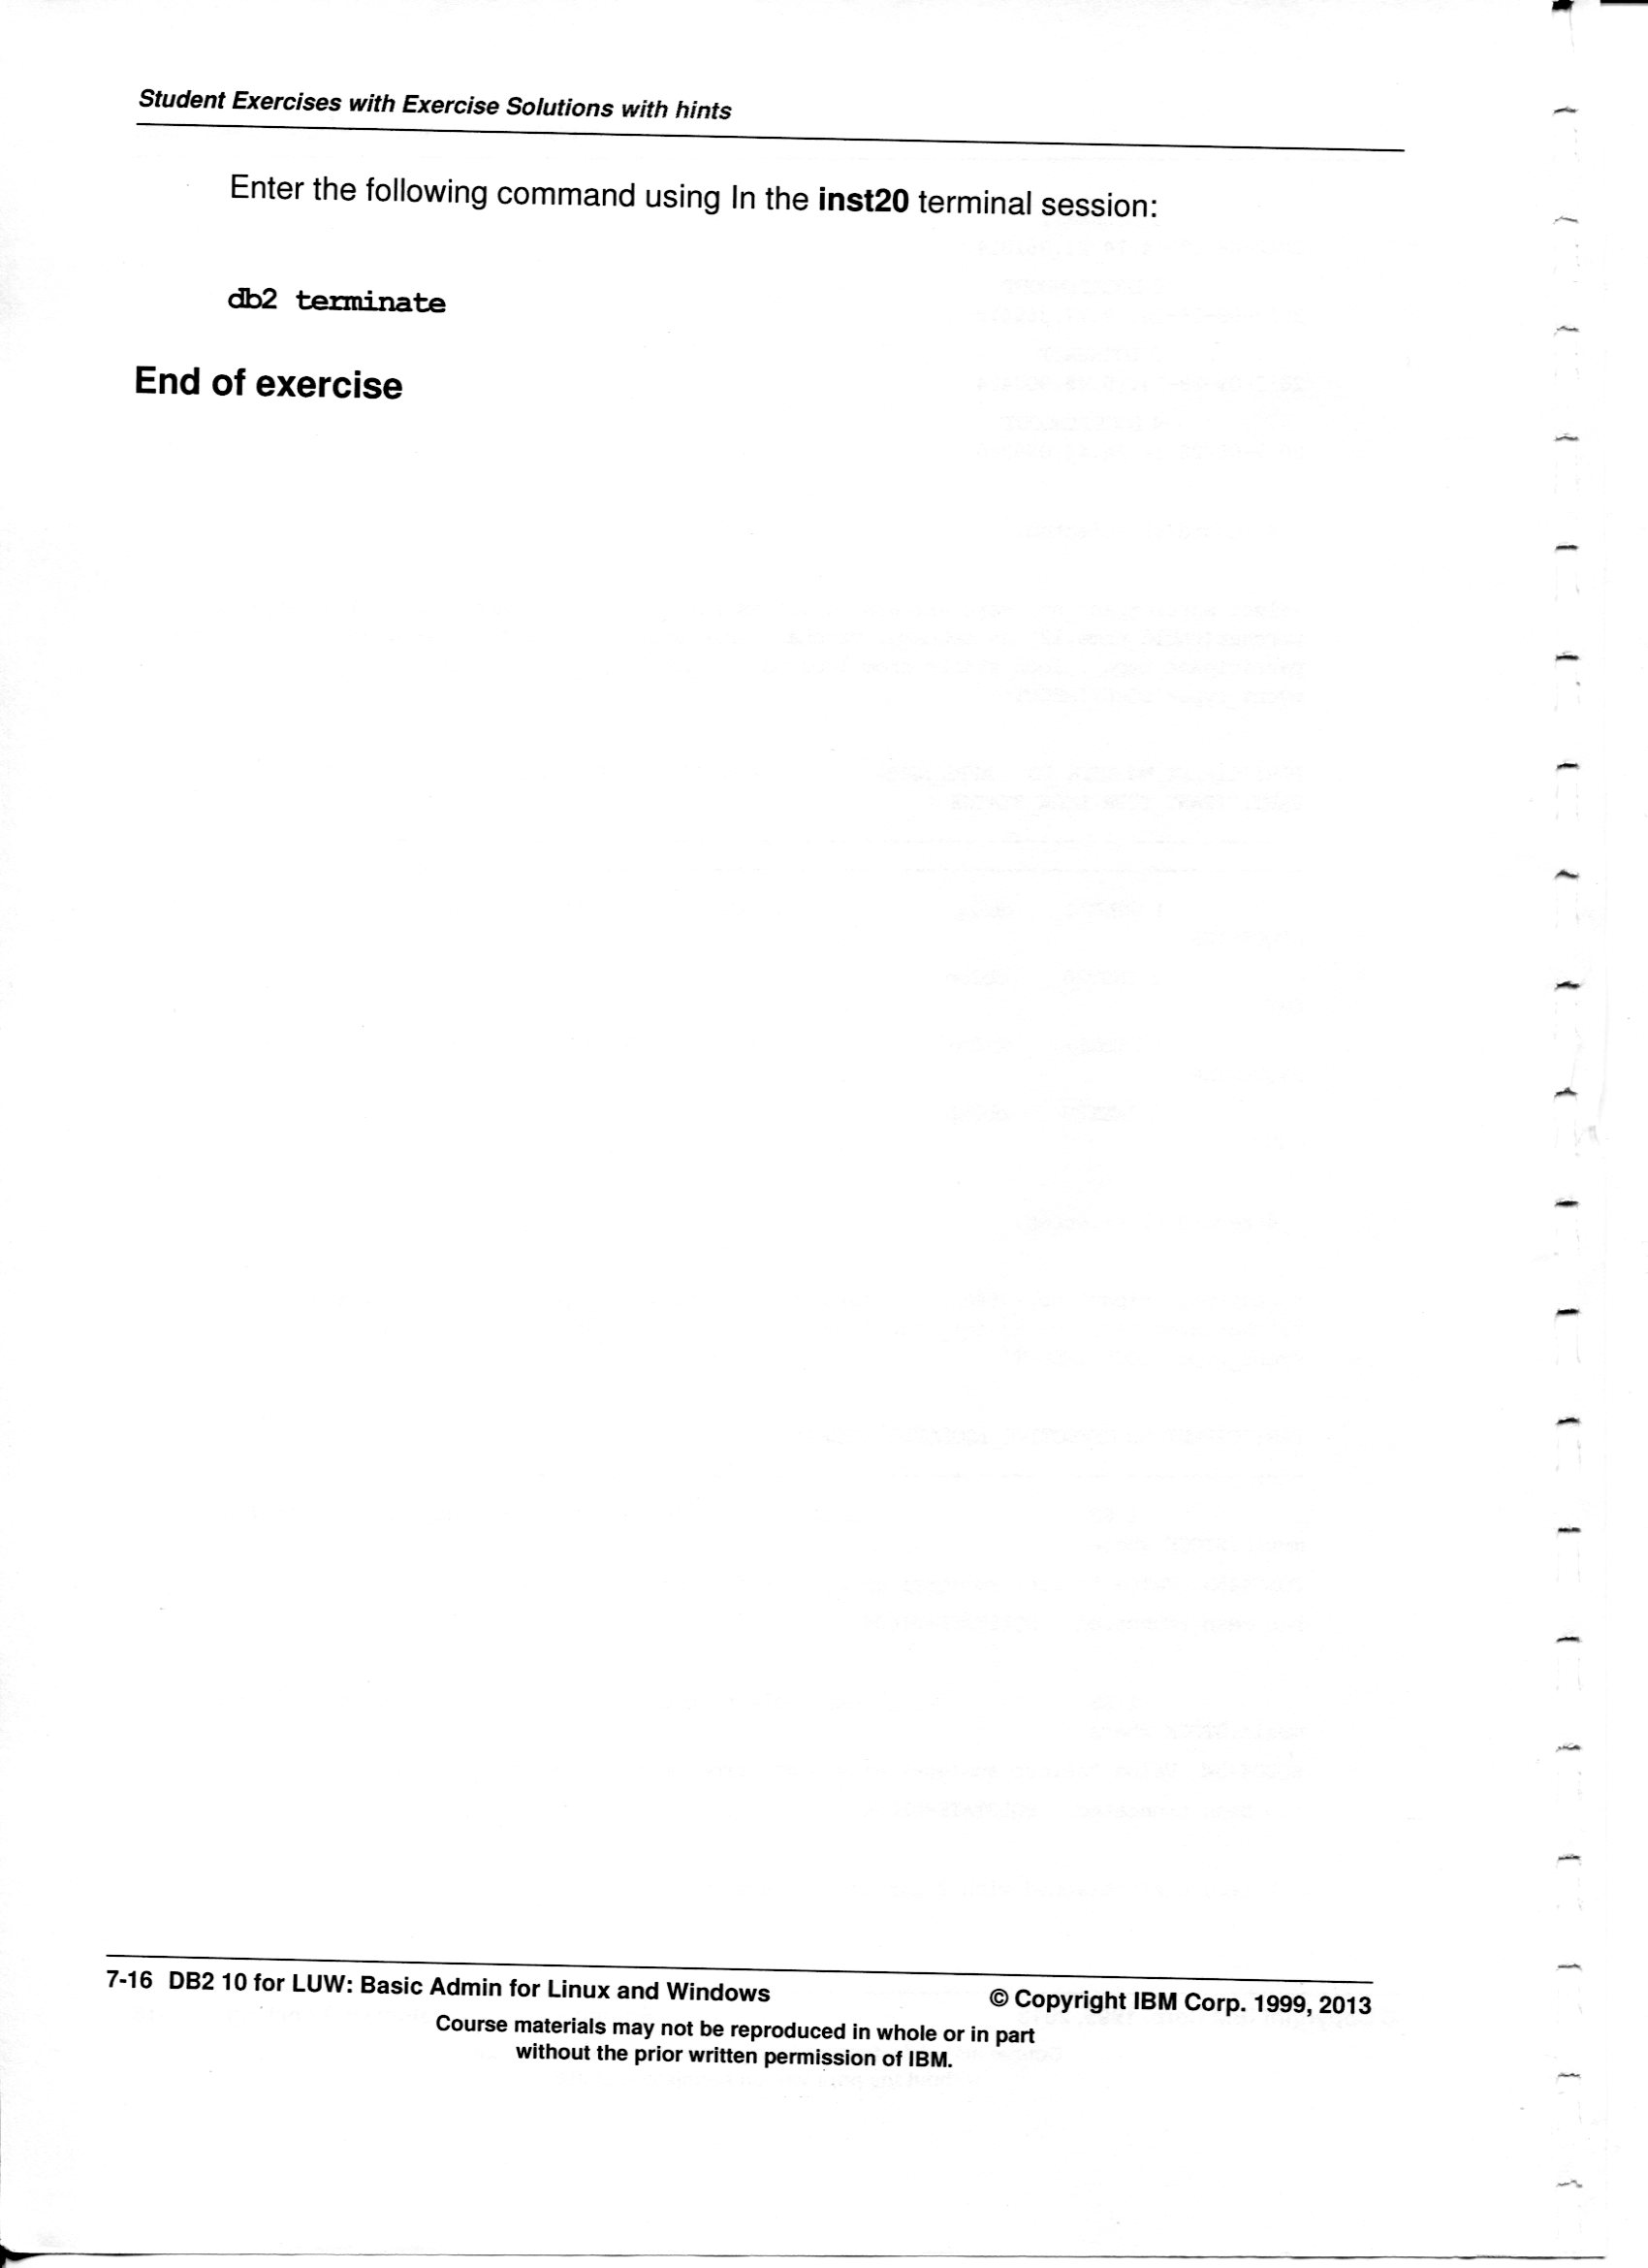 Student Exercises with Exercise Solutions with hints
Enter the following command using In the inst20 terminal session:
db2 terminate
End of exercise
7-16 DB2 10 for LUW: Basic Admin for Linux and Windows
© Copyright IBM Corp. 1999, 2013
Course materials may not be reproduced in whole or in part
without the prior written permission of IBM.